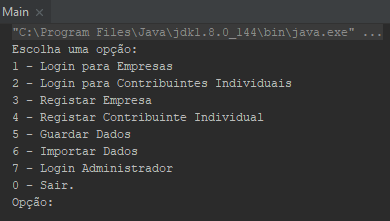 Main ×
"C:\Program Files\Java\jdk1.8.0_144\bin\java.exe" ...
Escolha uma opção:
1 - Login para Empresas
2 - Login para Contribuintes Individuais
3 - Registar Empresa
4 - Registar Contribuinte Individual
5 - Guardar Dados
6 - Importar Dados
7 - Login Administrador
0 - Sair.
Opção: